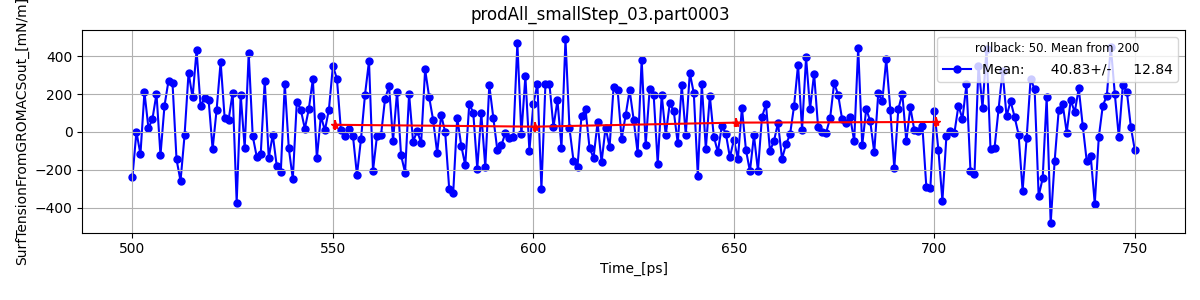 prodAll_smallStep_03.part0003
SurfTensionFromGROMACSout_[mN/m]
400
200
0
−200
−400
rollback: 50. Mean from 200
Mean: 40.83+/- 12.84
500
550
600
650
700
750
Time_[ps]